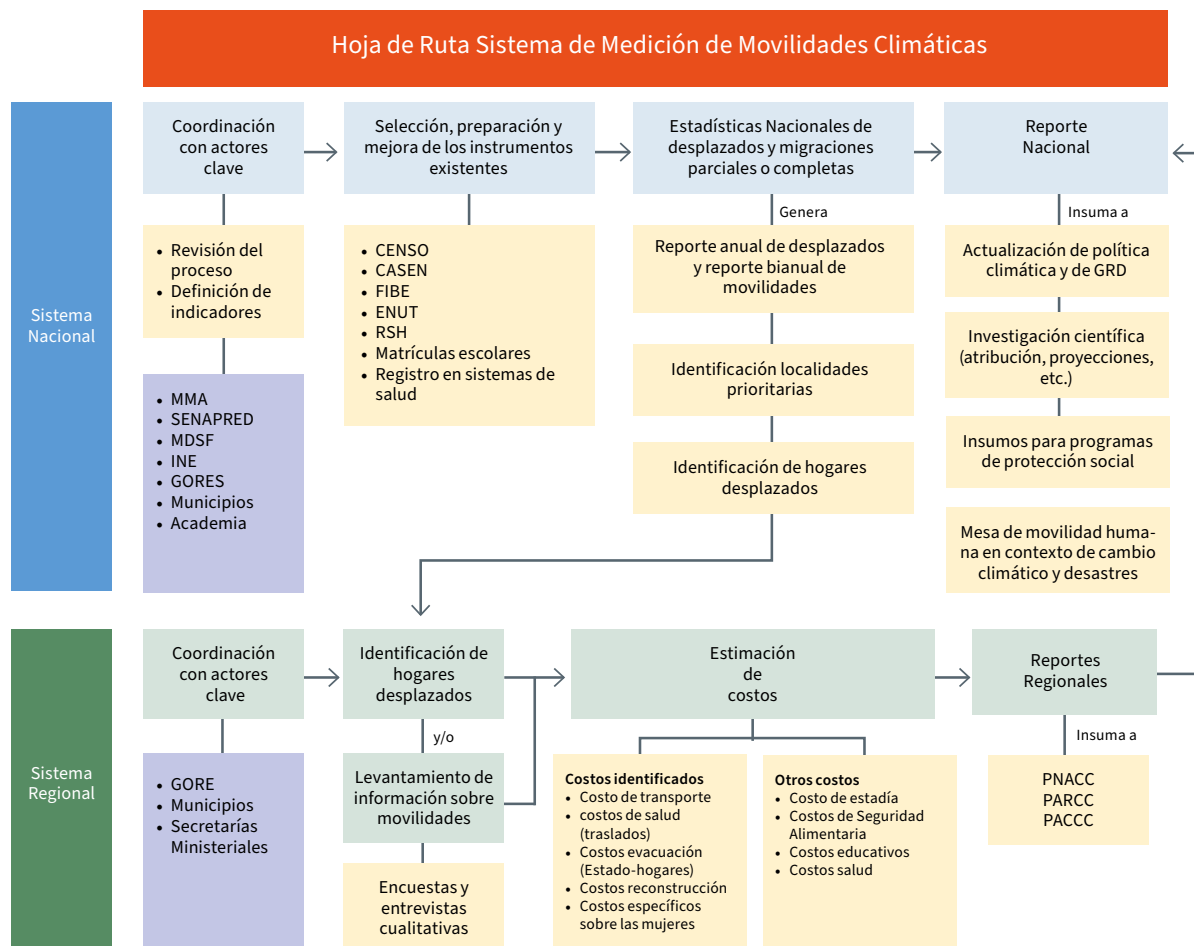 Hoja de Ruta Sistema de Medición de Movilidades Climáticas
Sistema
Nacional
Coordinación
con actores
clave
Selección, preparación y
mejora de los instrumentos
existentes
Estadísticas Nacionales de
desplazados y migraciones
parciales o completas
Reporte
Nacional
Genera
Insuma a
• Revisión del
proceso
• Definición de
indicadores
• MMA
• SENAPRED
• MDSF
• INE
• GORES
• Municipios
• Academia
• CENSO
• CASEN
• FIBE
• ENUT
• RSH
• Matrículas escolares
• Registro en sistemas de
salud
Reporte anual de desplazados
y reporte bianual de
movilidades
Identificación localidades
prioritarias
Identificación de hogares
desplazados
Actualización de política
climática y de GRD
Investigación científica
(atribución, proyecciones,
etc.)
Insumos para programas
de protección social
Mesa de movilidad huma-
na en contexto de cambio
climático y desastres
Sistema
Regional
Coordinación
con actores
clave
• GORE
• Municipios
• Secretarías
Ministeriales
Identificación de
hogares
desplazados
y/o
Levantamiento de
información sobre
movilidades
Encuestas y
entrevistas
cualitativas
Estimación
de
costos
Costos identificados
• Costo de transporte
• costos de salud
(traslados)
• Costos evacuación
(Estado-hogares)
• Costos reconstrucción
• Costos específicos
sobre las mujeres
Otros costos
• Costo de estadía
• Costos de Seguridad
Alimentaria
• Costos educativos
• Costos salud
Reportes
Regionales
Insuma a
PNACC
PARCC
PACCC